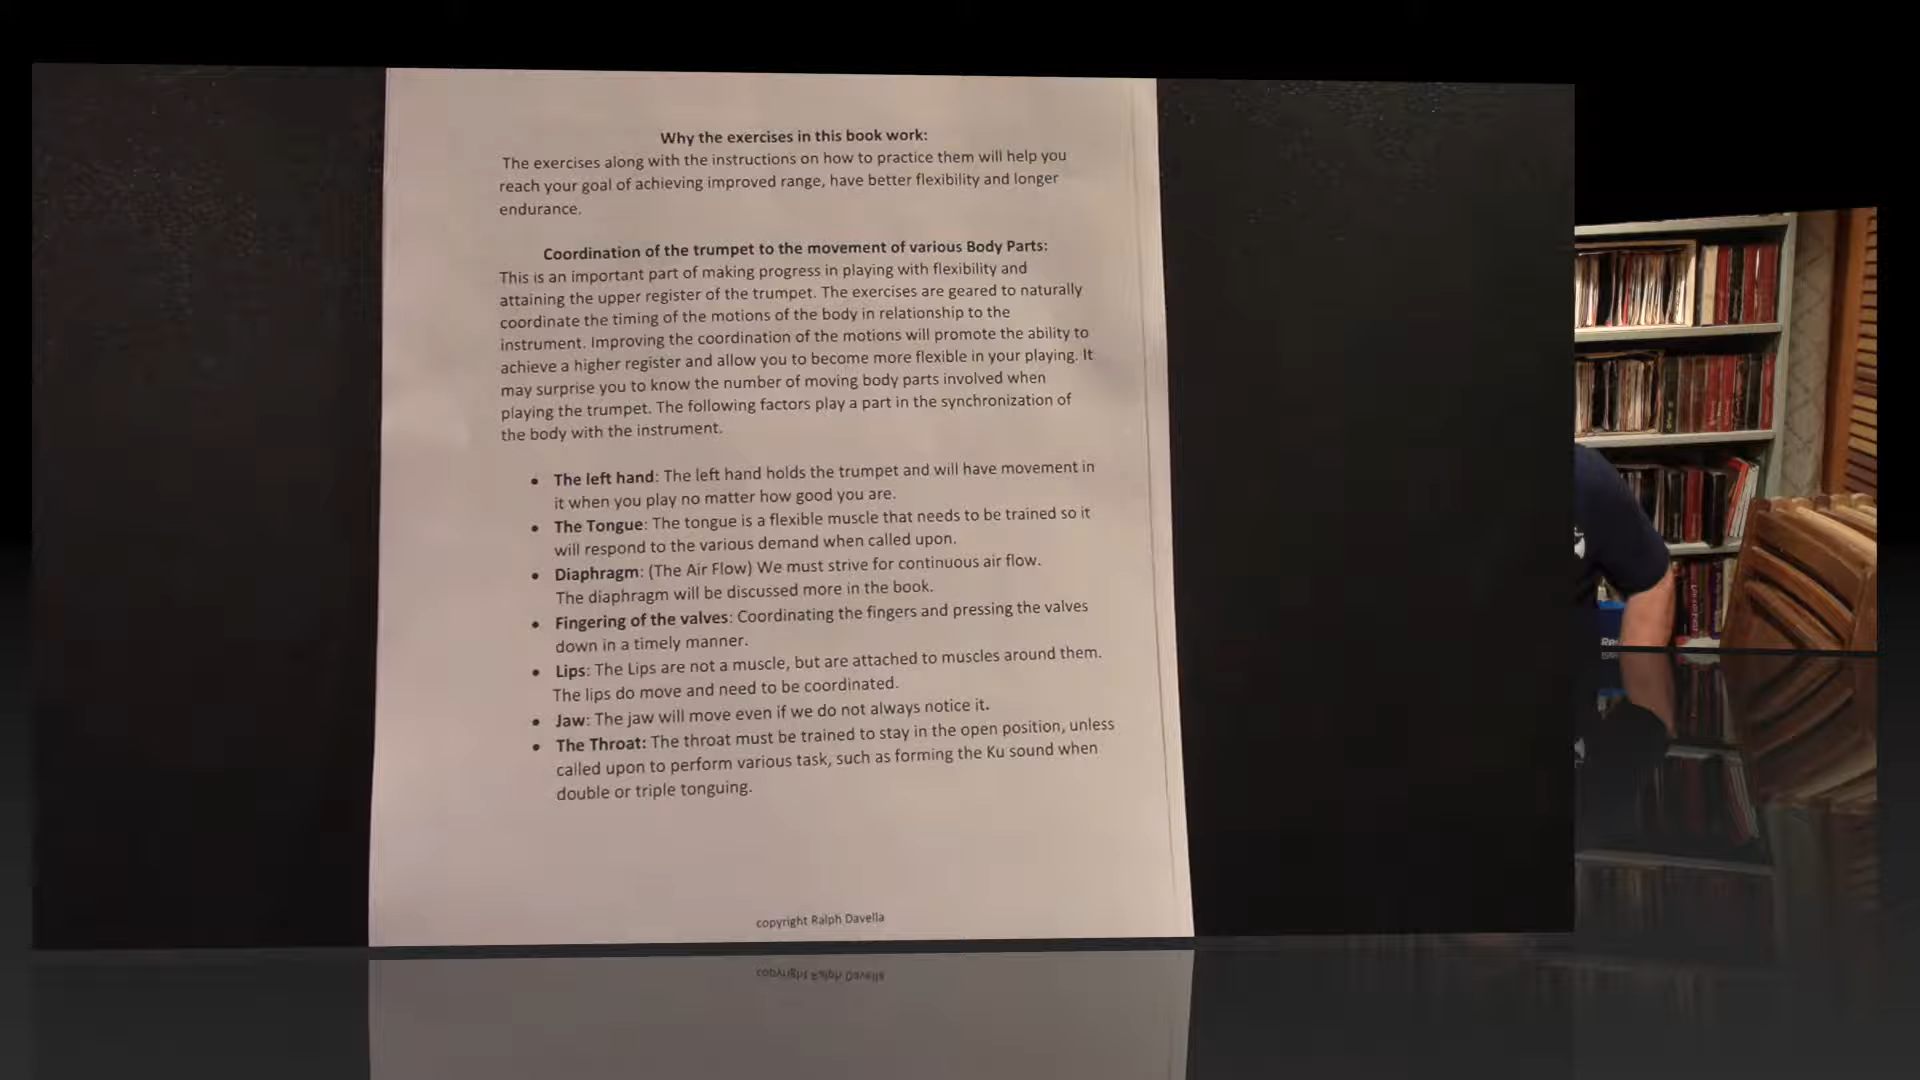 Why the exercises in this book work:
The exercises along with the instructions on how to practice them will help you
reach your goal of achieving improved range, have better flexibility and longer
endurance.
Coordination of the trumpet to the movement of various Body Parts:
This is an important part of making progress in playing with flexibility and
attaining the upper register of the trumpet. The exercises are geared to naturally
coordinate the timing of the motions of the body in relationship to the
instrument. Improving the coordination of the motions will promote the ability to
achieve a higher register and allow you to become more flexible in your playing. It
may surprise you to know the number of moving body parts involved when
playing the trumpet. The following factors play a part in the synchronization of
the body with the instrument.
• The left hand: The left hand holds the trumpet and will have movement in
it when you play no matter how good you are.
• The Tongue: The tongue is a flexible muscle that needs to be trained so it
will respond to the various demand when called upon.
• Diaphragm: (The Air Flow) We must strive for continuous air flow.
The diaphragm will be discussed more in the book.
• Fingering of the valves: Coordinating the fingers and pressing the valves
down in a timely manner.
• Lips: The Lips are not a muscle, but are attached to muscles around them.
The lips do move and need to be coordinated.
• Jaw: The jaw will move even if we do not always notice it.
• The Throat: The throat must be trained to stay in the open position, unless
called upon to perform various task, such as forming the Ku sound when
double or triple tonguing.
copyright Ralph Davella